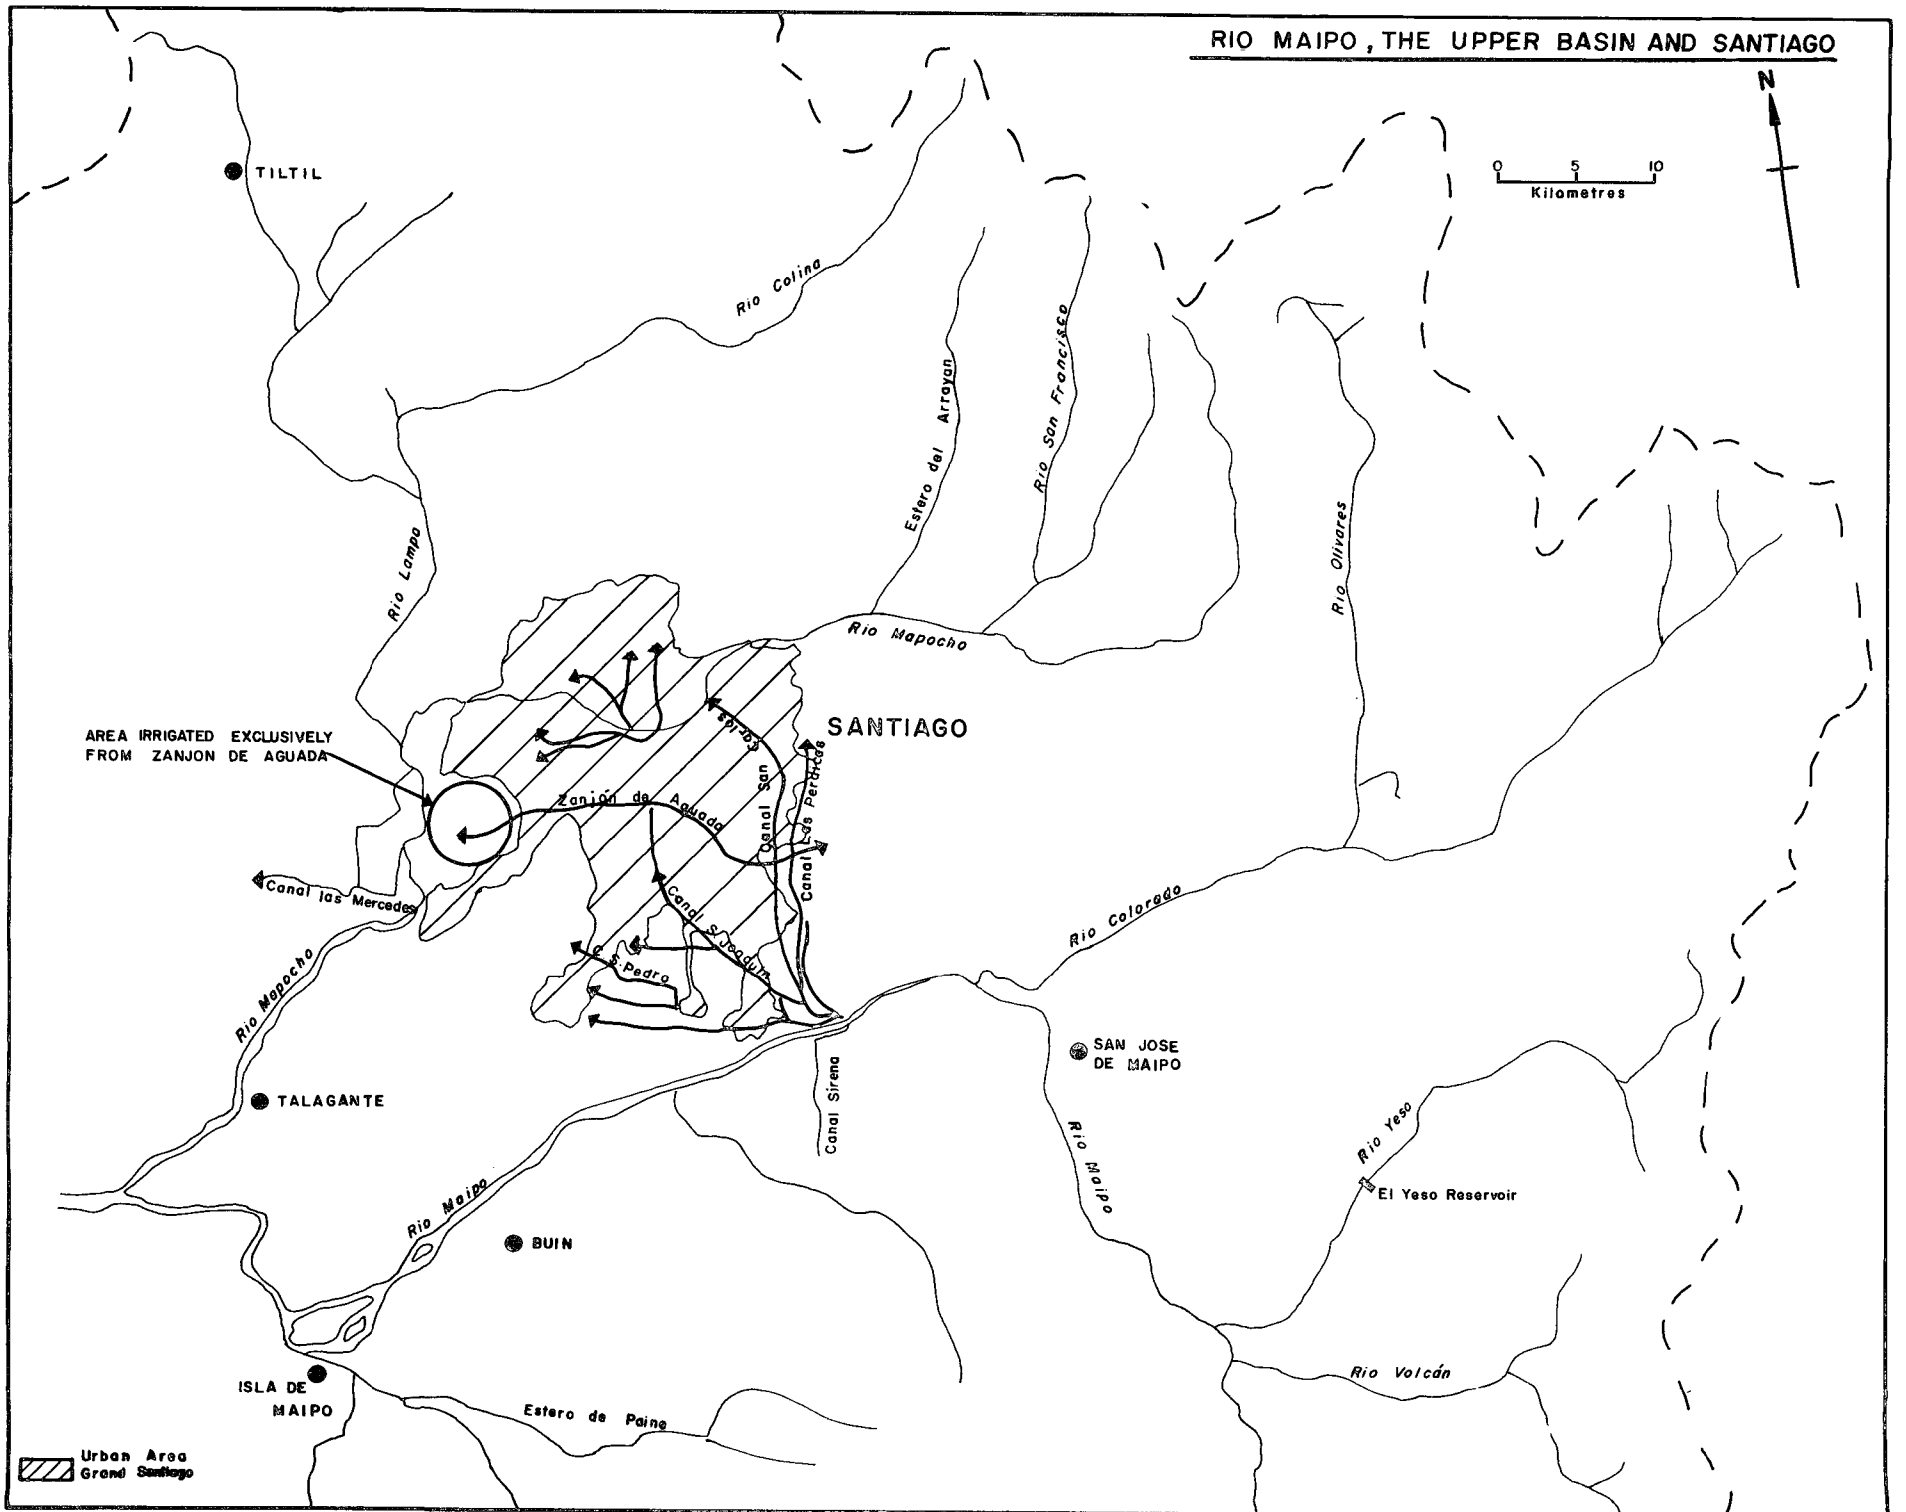 RIO MAIPO, THE UPPER BASIN AND SANTIAGO
N
0 5 10
Kilometres
TILTIL
Rio Colina
Estero del Arrayan
Rio San Francisco
Rio Olivares
Rio Lampa
Rio Mapocho
SANTIAGO
AREA IRRIGATED EXCLUSIVELY
FROM ZANJON DE AGUADA
Zanjón de Aguada
Canal San Carlos
Canal Las Perdices
Canal las Mercedes
Canal S. Joaquin
C. S. Pedro
Rio Colorado
Rio Mapocho
SAN JOSE
DE MAIPO
Canal Sirena
TALAGANTE
Rio Maipo
Rio Yeso
El Yeso Reservoir
Rio Maipo
BUIN
Rio Volcán
ISLA DE
MAIPO
Estero de Paine
Urban Area
Grand Santiago